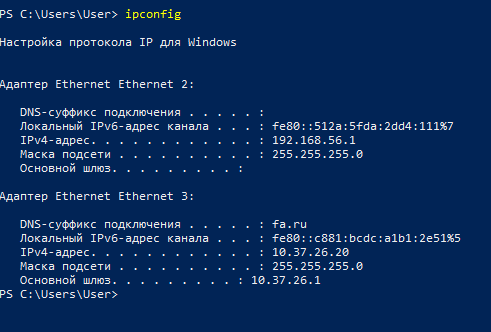 PS C:\Users\User> ipconfig
Настройка протокола IP для Windows
Адаптер Ethernet Ethernet 2:
DNS-суффикс подключения . . . . . :
Локальный IPv6-адрес канала . . . : fe80::512a:5fda:2dd4:111%7
IPv4-адрес. . . . . . . . . . . . : 192.168.56.1
Маска подсети . . . . . . . . . . : 255.255.255.0
Основной шлюз. . . . . . . . . :
Адаптер Ethernet Ethernet 3:
DNS-суффикс подключения . . . . . : fa.ru
Локальный IPv6-адрес канала . . . : fe80::c881:bcdc:a1b1:2e51%5
IPv4-адрес. . . . . . . . . . . . : 10.37.26.20
Маска подсети . . . . . . . . . . : 255.255.255.0
Основной шлюз. . . . . . . . . : 10.37.26.1
PS C:\Users\User>